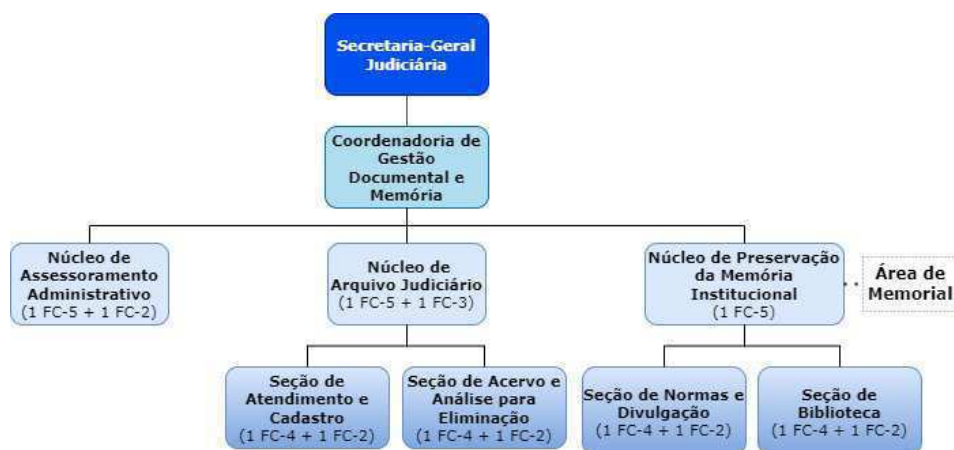 Secretaria-Geral
Judiciária
Coordenadoria de
Gestão
Documental e
Memória
Núcleo de
Assessoramento
Administrativo
(1 FC-5 + 1 FC-2)
Núcleo de
Arquivo Judiciário
(1 FC-5 + 1 FC-3)
Núcleo de Preservação
da Memória
Institucional
(1 FC-5)
Área de
Memorial
Seção de
Atendimento e
Cadastro
(1 FC-4 + 1 FC-2)
Seção de Acervo e
Análise para
Eliminação
(1 FC-4 + 1 FC-2)
Seção de Normas e
Divulgação
(1 FC-4 + 1 FC-2)
Seção de
Biblioteca
(1 FC-4 + 1 FC-2)